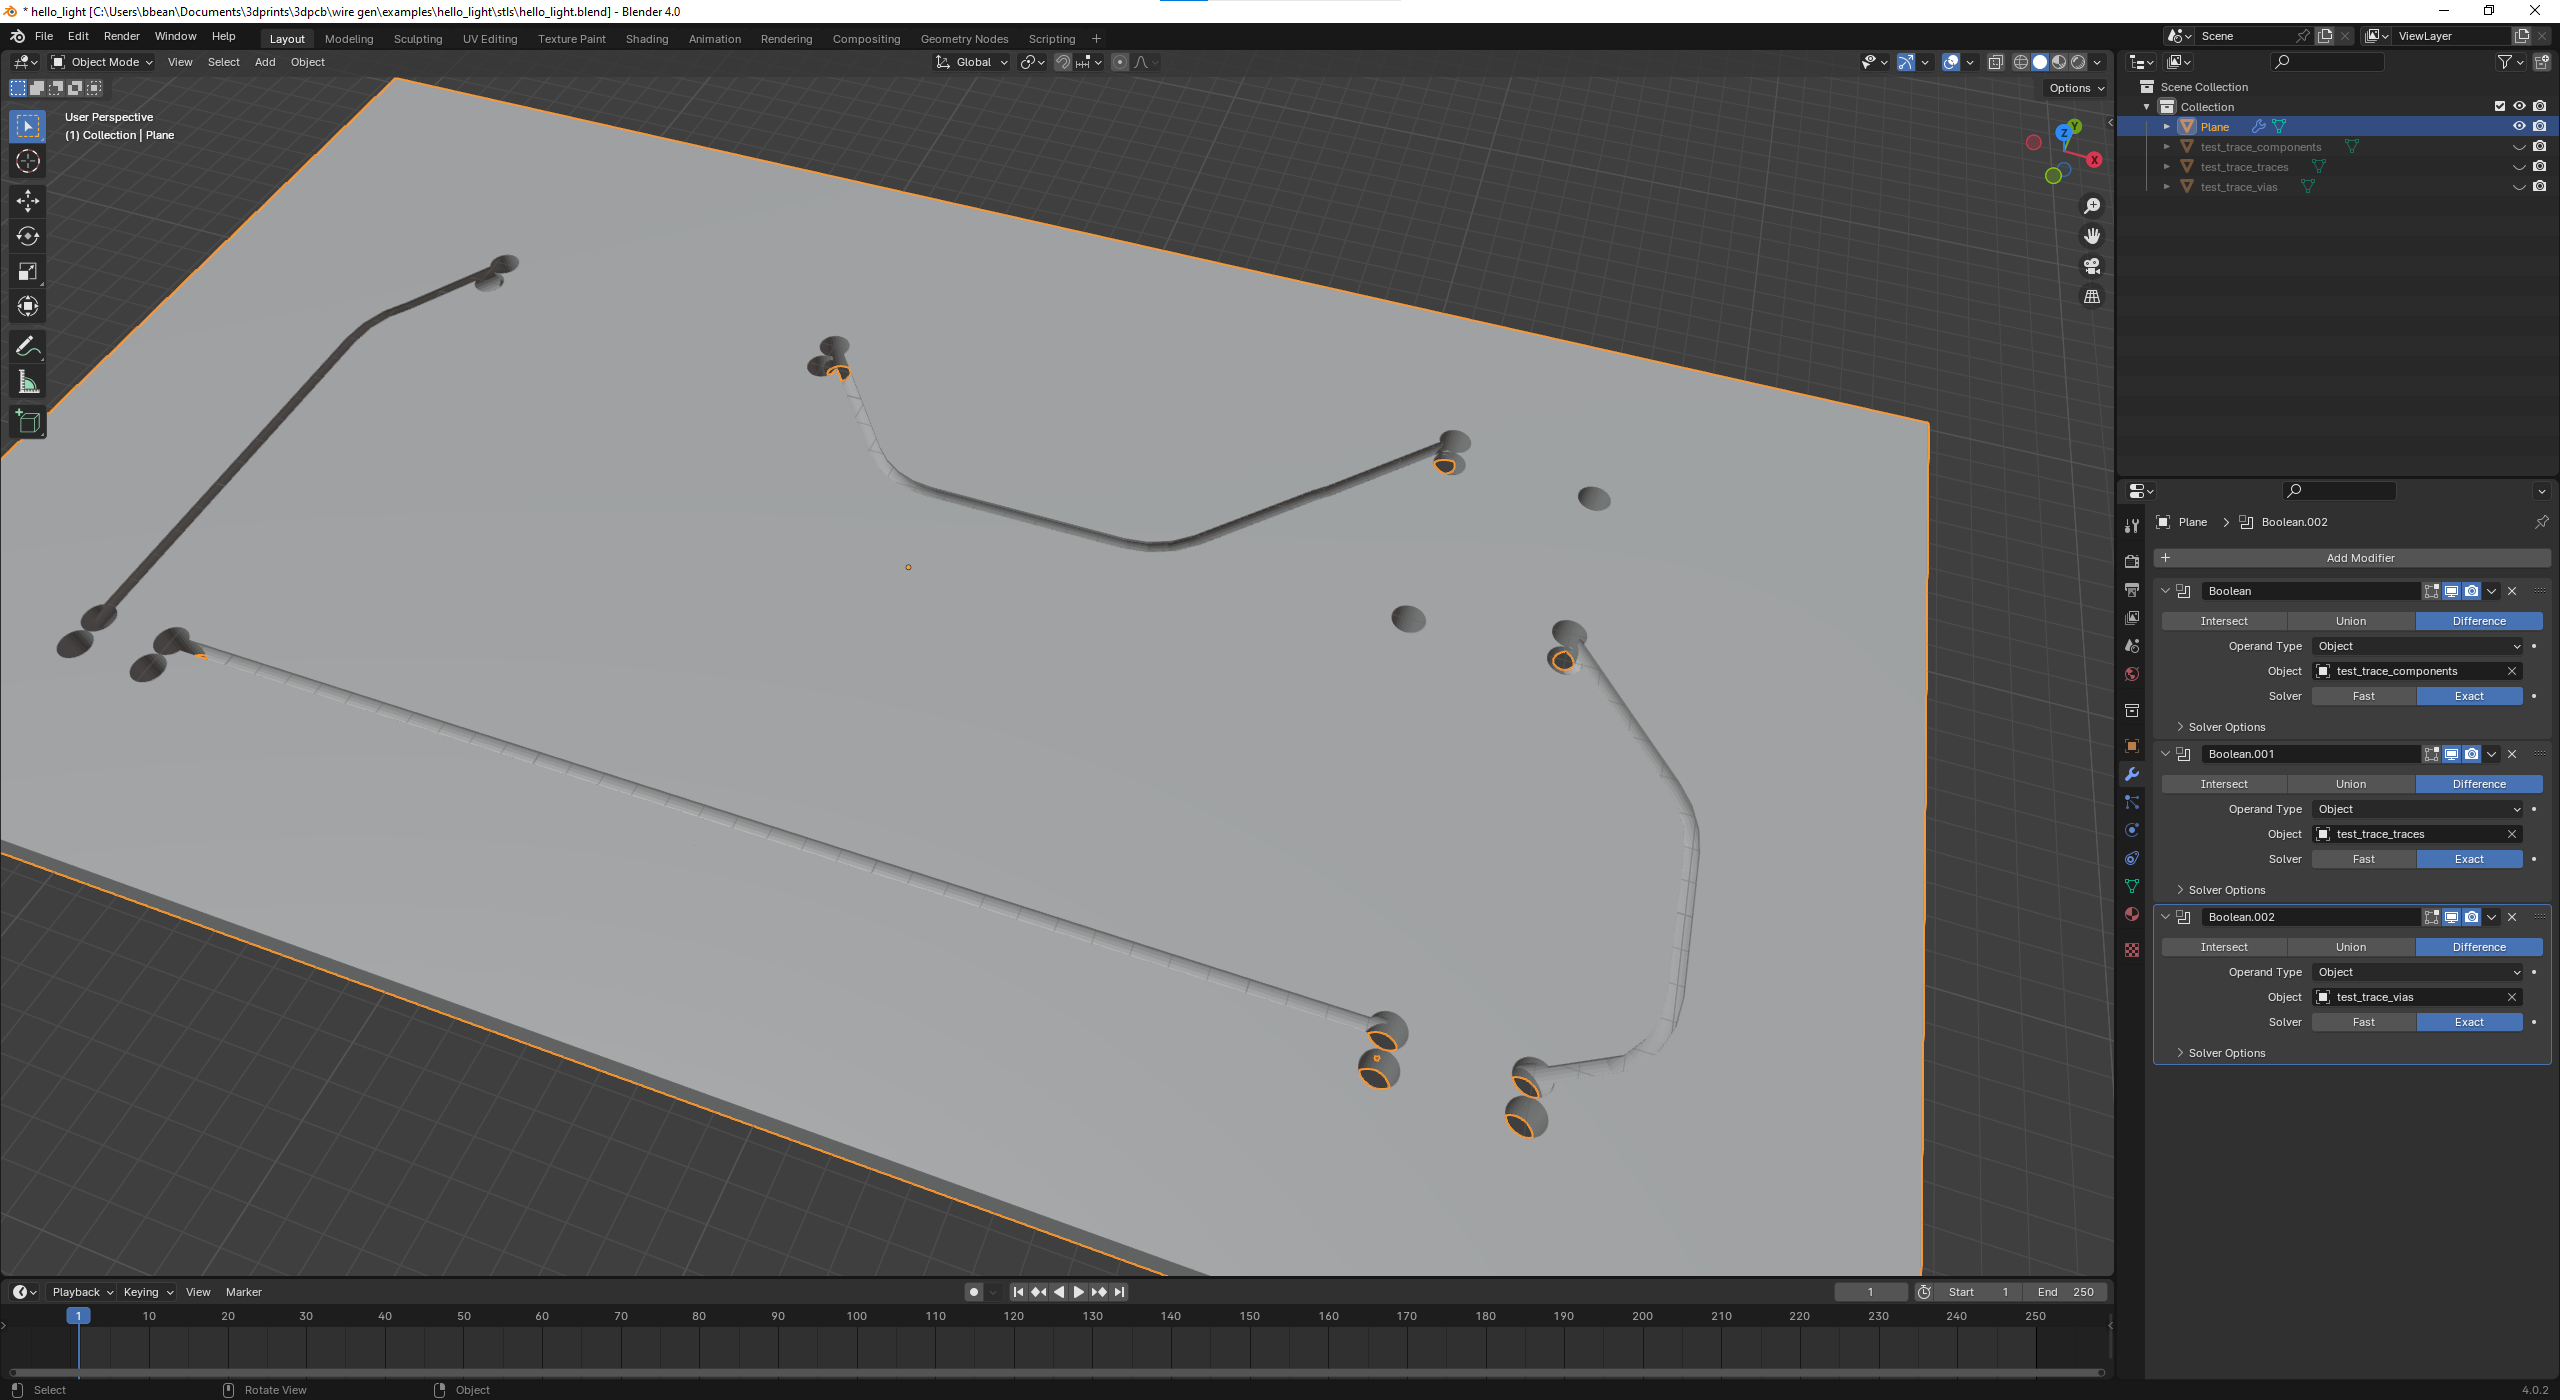 * hello_light [C:\Users\bbean\Documents\3dprints\3dpcb\wire gen\examples\hello_light\stls\hello_light.blend] - Blender 4.0
File Edit Render Window Help Layout Modeling Sculpting UV Editing Texture Paint Shading Animation Rendering Compositing Geometry Nodes Scripting + Scene ViewLayer
Object Mode View Select Add Object Global
Options
User Perspective
(1) Collection | Plane
Z Y X
Scene Collection
Collection
Plane
test_trace_components
test_trace_traces
test_trace_vias
Plane > Boolean.002
+ Add Modifier
Boolean
Intersect Union Difference
Operand Type Object
Object test_trace_components
Solver Fast Exact
> Solver Options
Boolean.001
Intersect Union Difference
Operand Type Object
Object test_trace_traces
Solver Fast Exact
> Solver Options
Boolean.002
Intersect Union Difference
Operand Type Object
Object test_trace_vias
Solver Fast Exact
> Solver Options
Playback Keying View Marker 1 Start 1 End 250
1 10 20 30 40 50 60 70 80 90 100 110 120 130 140 150 160 170 180 190 200 210 220 230 240 250
Select Rotate View Object 4.0.2